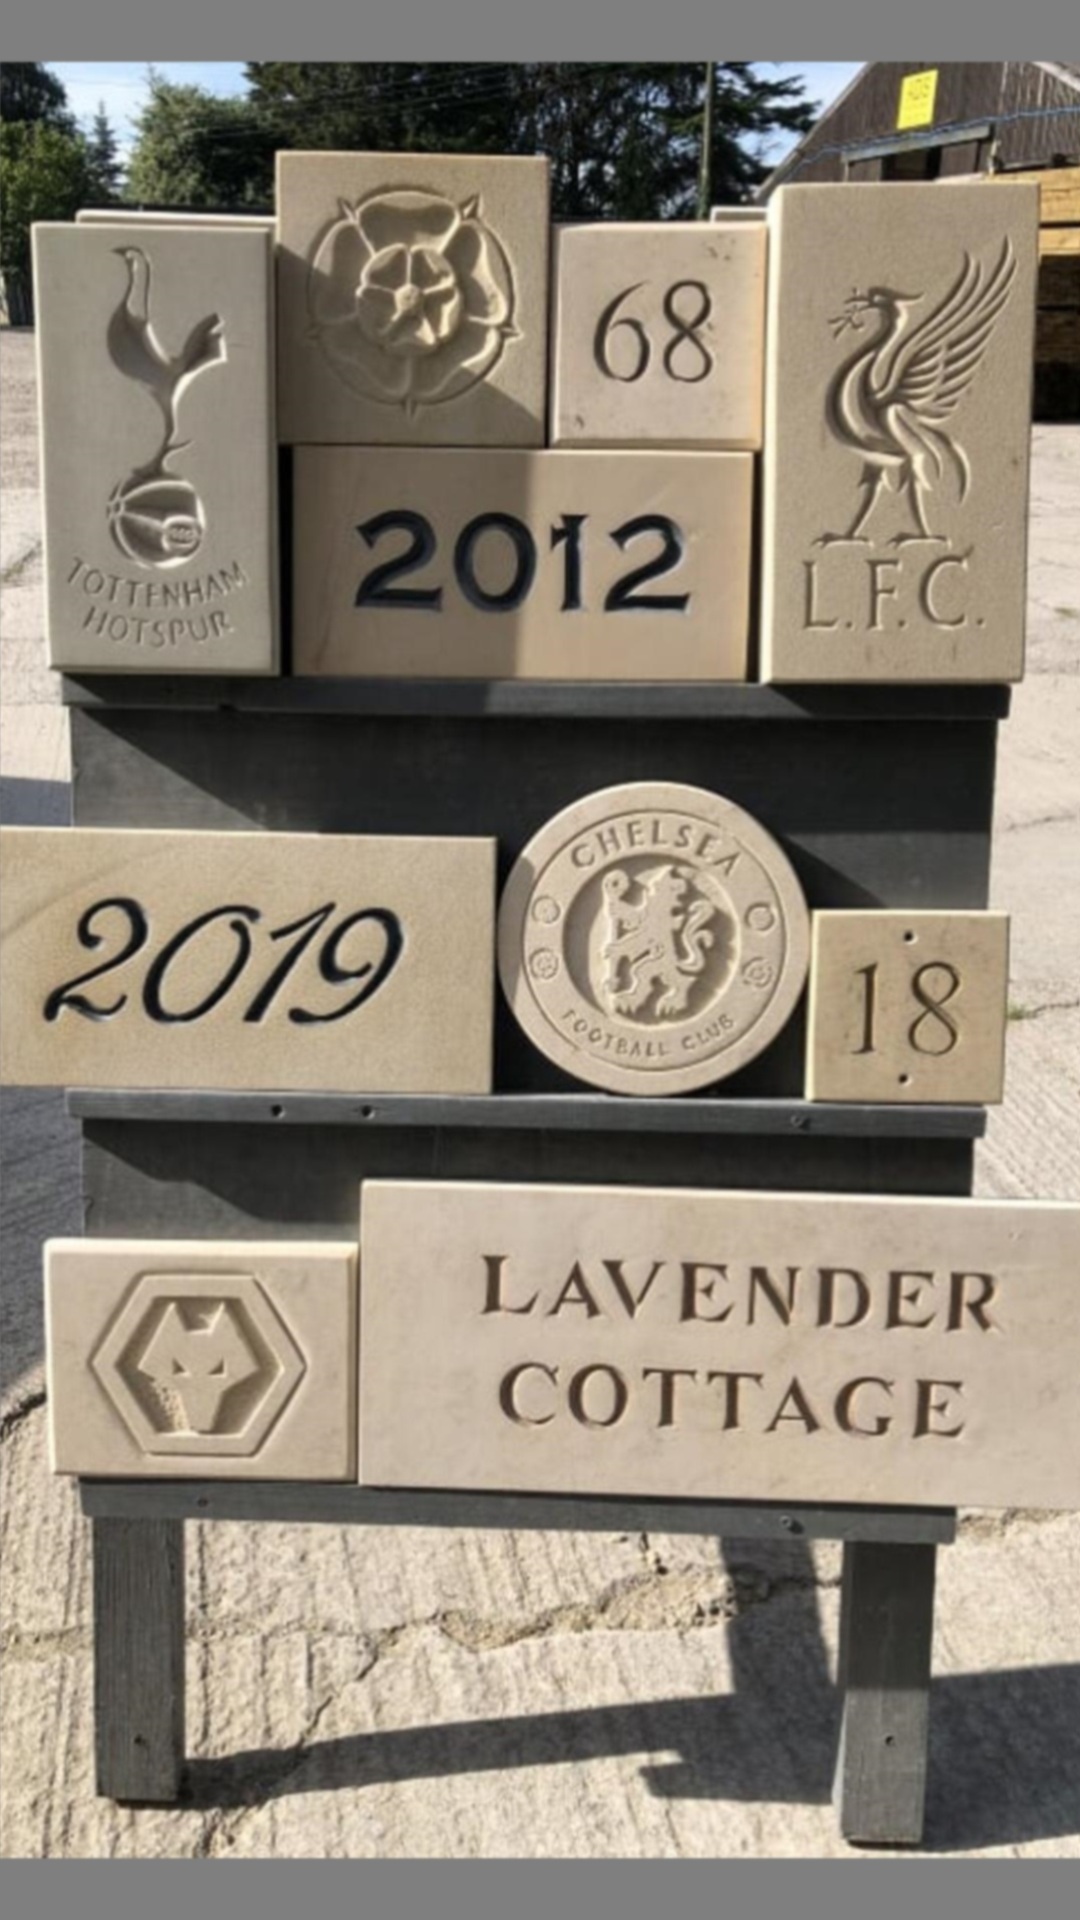 68
2012
TOTTENHAM
HOTSPUR
L.F.C.
2019
CHELSEA
FOOTBALL CLUB
18
LAVENDER
COTTAGE